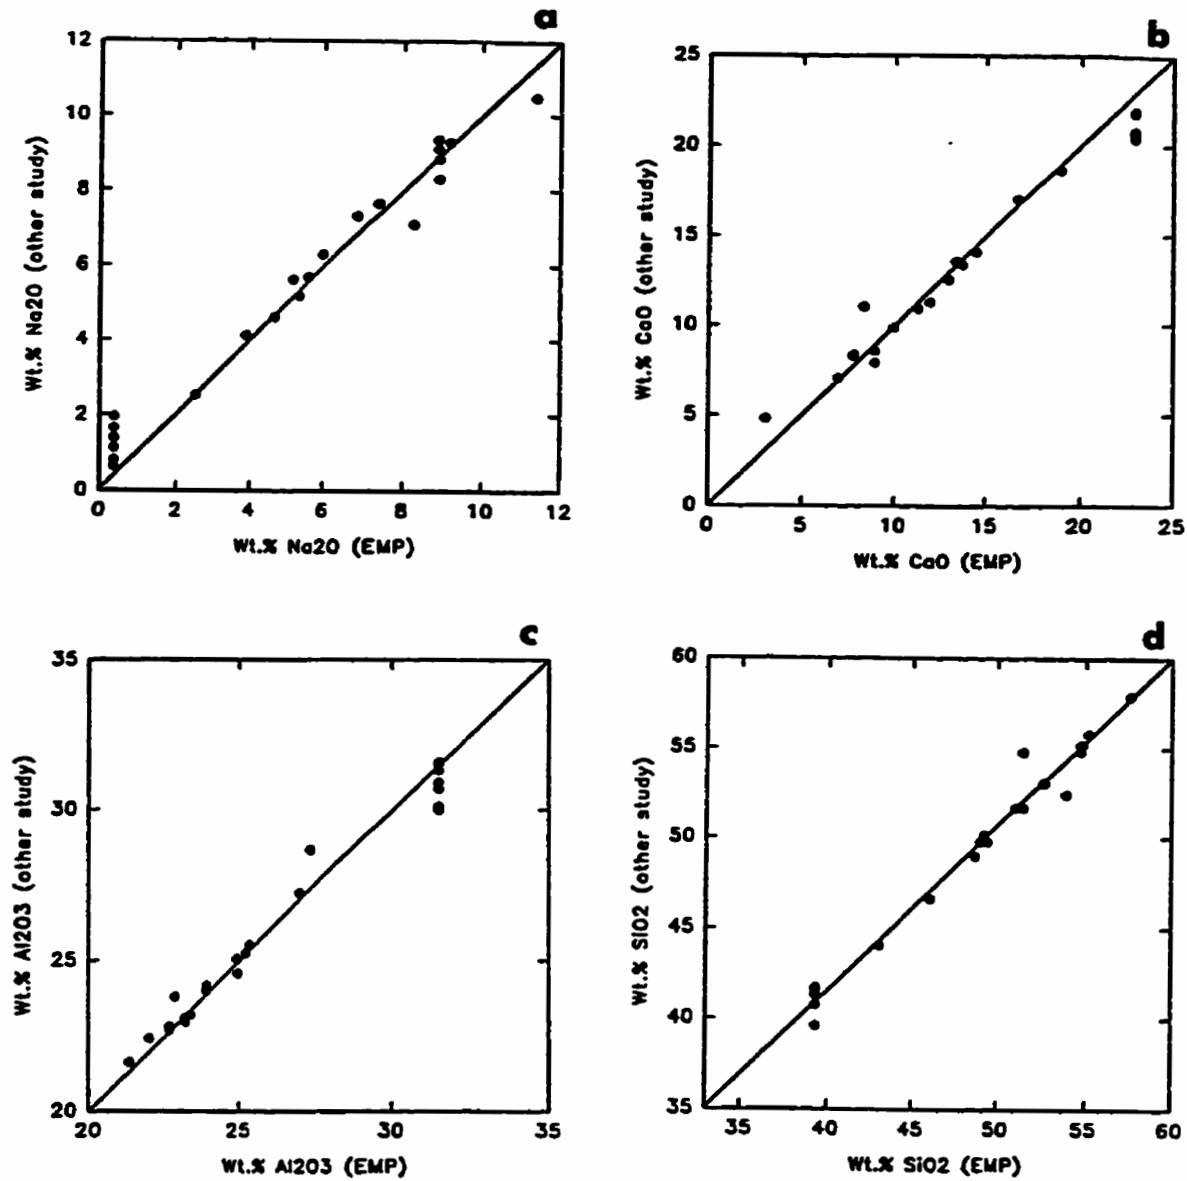 a
12
10
8
6
4
2
0
Wt.% Na2O (other study)
0 2 4 6 8 10 12
Wt.% Na2O (EMP)
b
25
20
15
10
5
0
Wt.% CaO (other study)
0 5 10 15 20 25
Wt.% CaO (EMP)
c
35
30
25
20
Wt.% Al2O3 (other study)
20 25 30 35
Wt.% Al2O3 (EMP)
d
60
55
50
45
40
35
Wt.% SiO2 (other study)
35 40 45 50 55 60
Wt.% SiO2 (EMP)